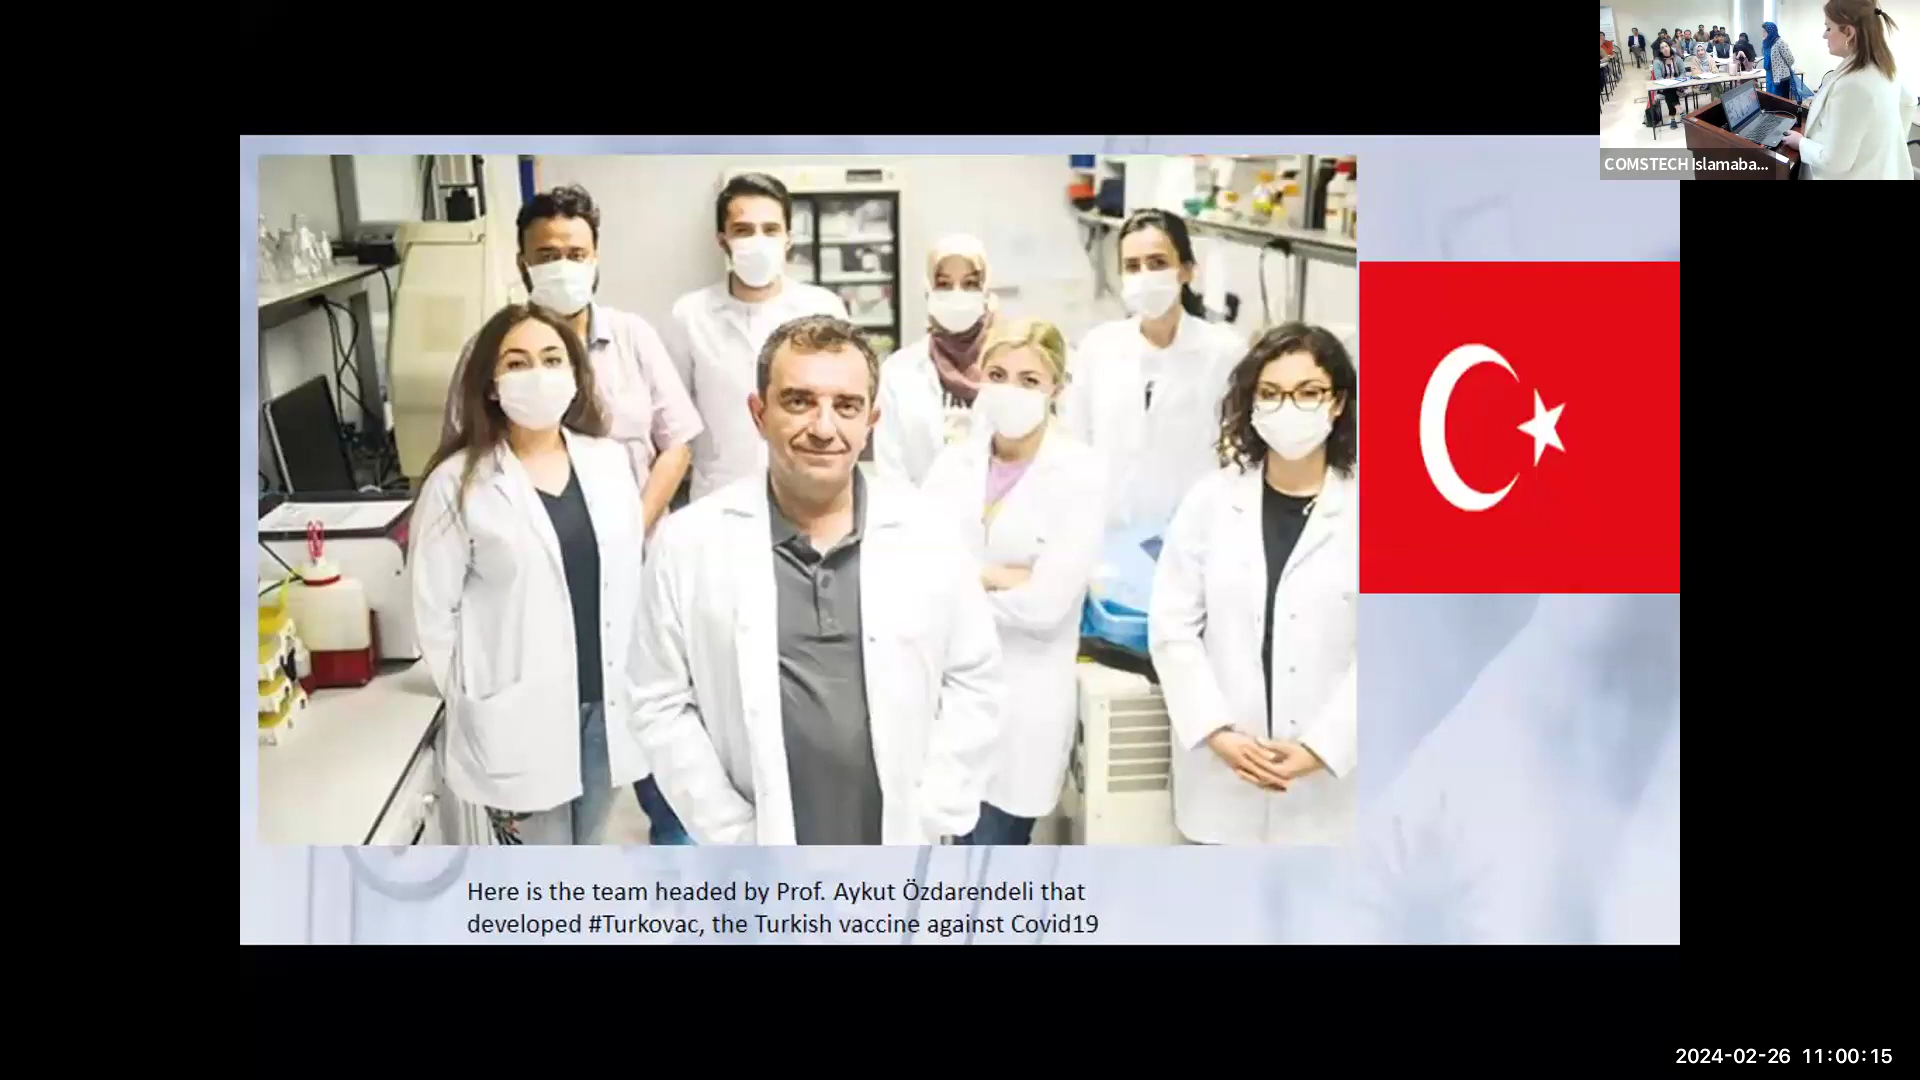 COMSTECH Islamaba...
Here is the team headed by Prof. Aykut Özdarendeli that
developed #Turkovac, the Turkish vaccine against Covid19
2024-02-26 11:00:15